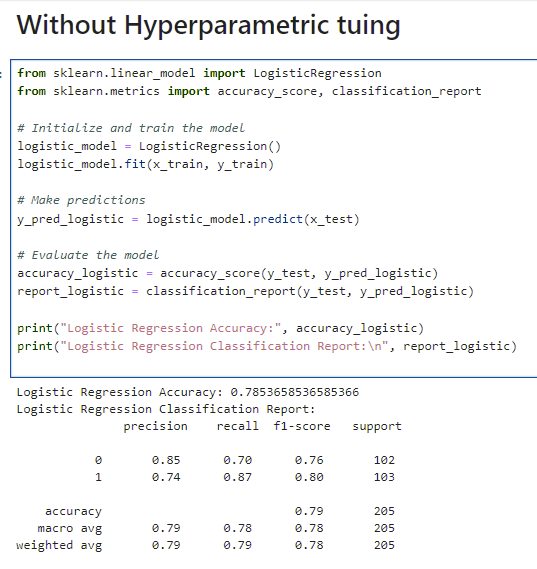 Without Hyperparametric tuing
from sklearn.linear_model import LogisticRegression
from sklearn.metrics import accuracy_score, classification_report
# Initialize and train the model
logistic_model = LogisticRegression()
logistic_model.fit(x_train, y_train)
# Make predictions
y_pred_logistic = logistic_model.predict(x_test)
# Evaluate the model
accuracy_logistic = accuracy_score(y_test, y_pred_logistic)
report_logistic = classification_report(y_test, y_pred_logistic)
print("Logistic Regression Accuracy:", accuracy_logistic)
print("Logistic Regression Classification Report:\n", report_logistic)
Logistic Regression Accuracy: 0.7853658536585366
Logistic Regression Classification Report:
precision recall f1-score support
0 0.85 0.70 0.76 102
1 0.74 0.87 0.80 103
accuracy 0.79 205
macro avg 0.79 0.78 0.78 205
weighted avg 0.79 0.79 0.78 205